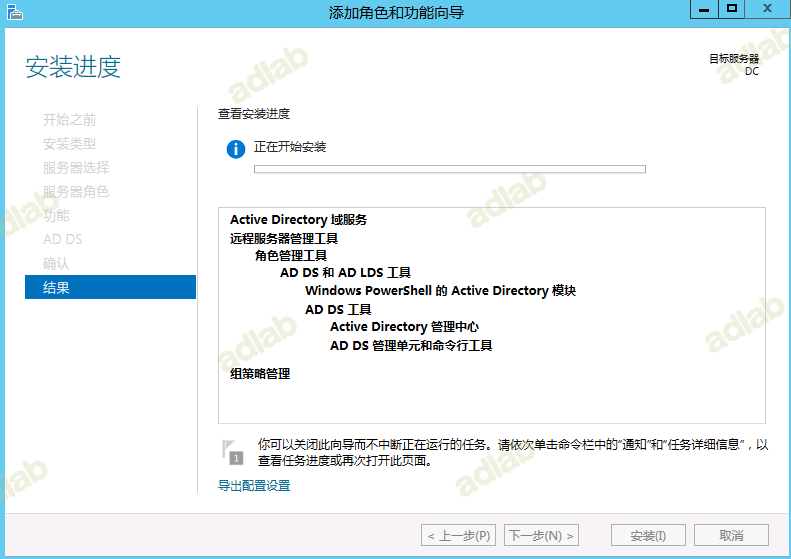 添加角色和功能向导
安装进度
目标服务器
DC
开始之前
安装类型
服务器选择
服务器角色
功能
AD DS
确认
结果
查看安装进度
正在开始安装
Active Directory 域服务
远程服务器管理工具
角色管理工具
AD DS 和 AD LDS 工具
Windows PowerShell 的 Active Directory 模块
AD DS 工具
Active Directory 管理中心
AD DS 管理单元和命令行工具
组策略管理
1
你可以关闭此向导而不中断正在运行的任务。请依次单击命令栏中的"通知"和"任务详细信息"，以
查看任务进度或再次打开此页面。
导出配置设置
< 上一步(P)
下一步(N) >
安装(I)
取消
adlab
adlab
adlab
adlab
adlab
adlab
adlab
adlab